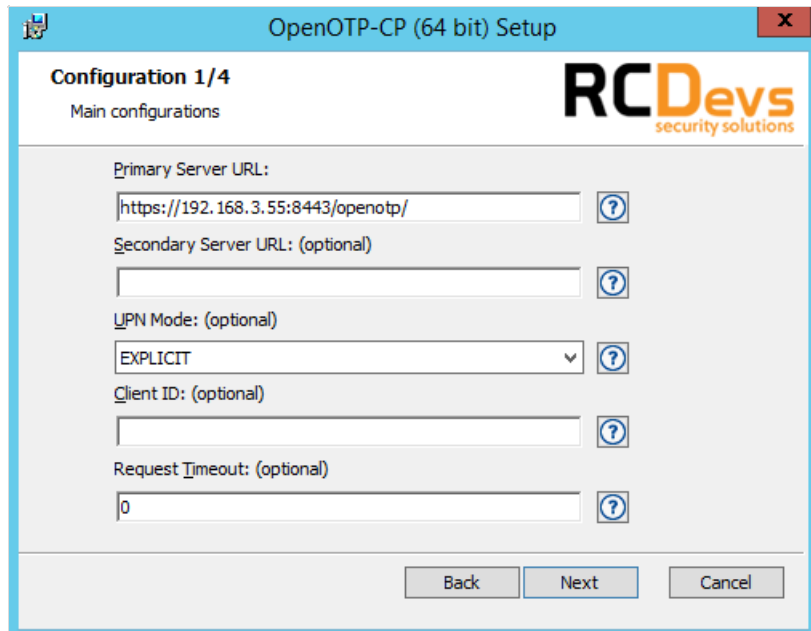 OpenOTP-CP (64 bit) Setup
x
Configuration 1/4
Main configurations
RCDevs
security solutions
Primary Server URL:
https://192.168.3.55:8443/openotp/
?
Secondary Server URL: (optional)
?
UPN Mode: (optional)
EXPLICIT
?
Client ID: (optional)
?
Request Timeout: (optional)
0
?
Back Next Cancel